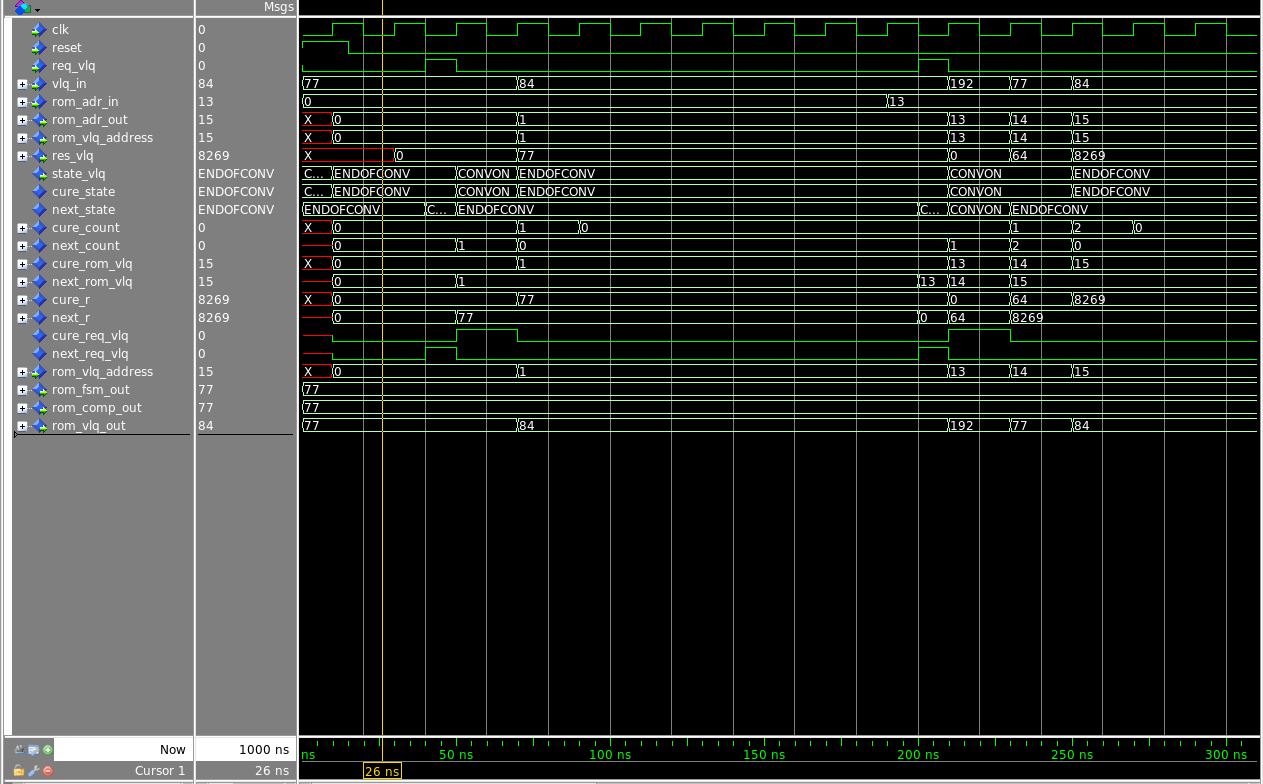 Msgs
clk 0
reset 0
req_vlq 0
vlq_in 84 77 84 192 77 84
rom_adr_in 13 0 13
rom_adr_out 15 X 0 1 13 14 15
rom_vlq_address 15 X 0 1 13 14 15
res_vlq 8269 X 0 77 0 64 8269
state_vlq ENDOFCONV C... ENDOFCONV CONVON ENDOFCONV CONVON ENDOFCONV
cure_state ENDOFCONV C... ENDOFCONV CONVON ENDOFCONV CONVON ENDOFCONV
next_state ENDOFCONV ENDOFCONV C... ENDOFCONV C... CONVON ENDOFCONV
cure_count 0 X 0 1 0 1 2 0
next_count 0 0 1 0 1 2 0
cure_rom_vlq 15 X 0 1 13 14 15
next_rom_vlq 15 0 1 13 14 15
cure_r 8269 X 0 77 0 64 8269
next_r 8269 0 77 0 64 8269
cure_req_vlq 0
next_req_vlq 0
rom_vlq_address 15 X 0 1 13 14 15
rom_fsm_out 77 77
rom_comp_out 77 77
rom_vlq_out 84 77 84 192 77 84
Now 1000 ns ns 50 ns 100 ns 150 ns 200 ns 250 ns 300 ns
Cursor 1 26 ns 26 ns